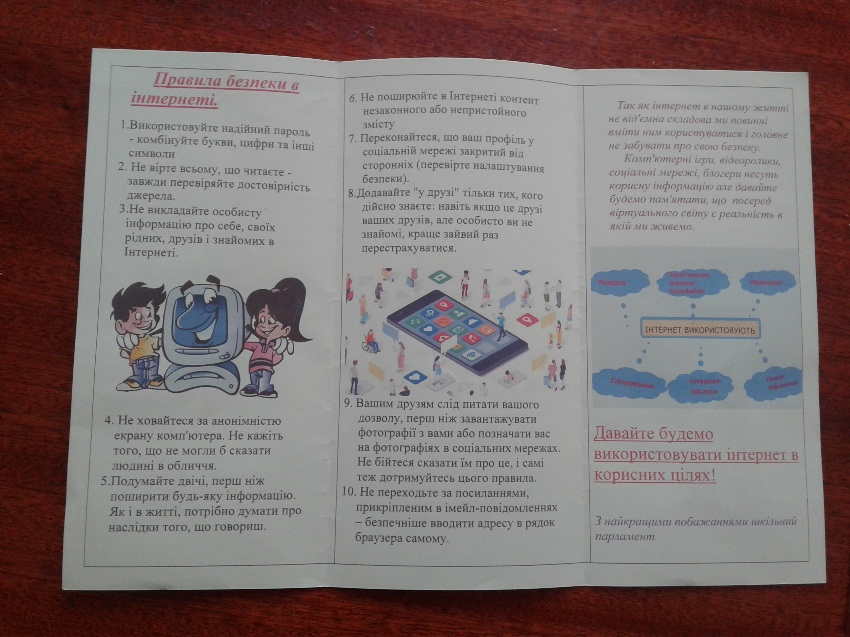 Правила безпеки в
інтернеті.
1.Використовуйте надійний пароль
- комбінуйте букви, цифри та інші
символи
2. Не вірте всьому, що читаєте -
завжди перевіряйте достовірність
джерела.
3.Не викладайте особисту
інформацію про себе, своїх
рідних, друзів і знайомих в
Інтернеті.
4. Не ховайтеся за анонімністю
екрану комп'ютера. Не кажіть
того, що не могли б сказати
людині в обличчя.
5.Подумайте двічі, перш ніж
поширити будь-яку інформацію.
Як і в житті, потрібно думати про
наслідки того, що говориш.
6. Не поширюйте в Інтернеті контент
незаконного або непристойного
змісту
7. Переконайтеся, що ваш профіль у
соціальній мережі закритий від
сторонніх (перевірте налаштування
безпеки).
8.Додавайте "у друзі" тільки тих, кого
дійсно знаєте: навіть якщо це друзі
ваших друзів, але особисто ви не
знайомі, краще зайвий раз
перестрахуватися.
9. Вашим друзям слід питати вашого
дозволу, перш ніж завантажувати
фотографії з вами або позначати вас
на фотографіях в соціальних мережах.
Не бійтеся сказати їм про це, і самі
теж дотримуйтесь цього правила.
10. Не переходьте за посиланнями,
прикріпленим в імейл-повідомленнях
– безпечніше вводити адресу в рядок
браузера самому.
Так як інтернет в нашому житті
не від'ємна складова ми повинні
вміти ним користуватися і головне
не забувати про свою безпеку.
Комп'ютерні ігри, відеоролики,
соціальні мережі, блогери несуть
корисну інформацію але давайте
будемо пам'ятати, що посеред
віртуального світу є реальність в
якій ми живемо.
ІНТЕРНЕТ ВИКОРИСТОВУЮТЬ
Спілкування
Інтернет-
послуги
Давайте будемо
використовувати інтернет в
корисних цілях!
З найкращими побажаннями шкільний
парламент.